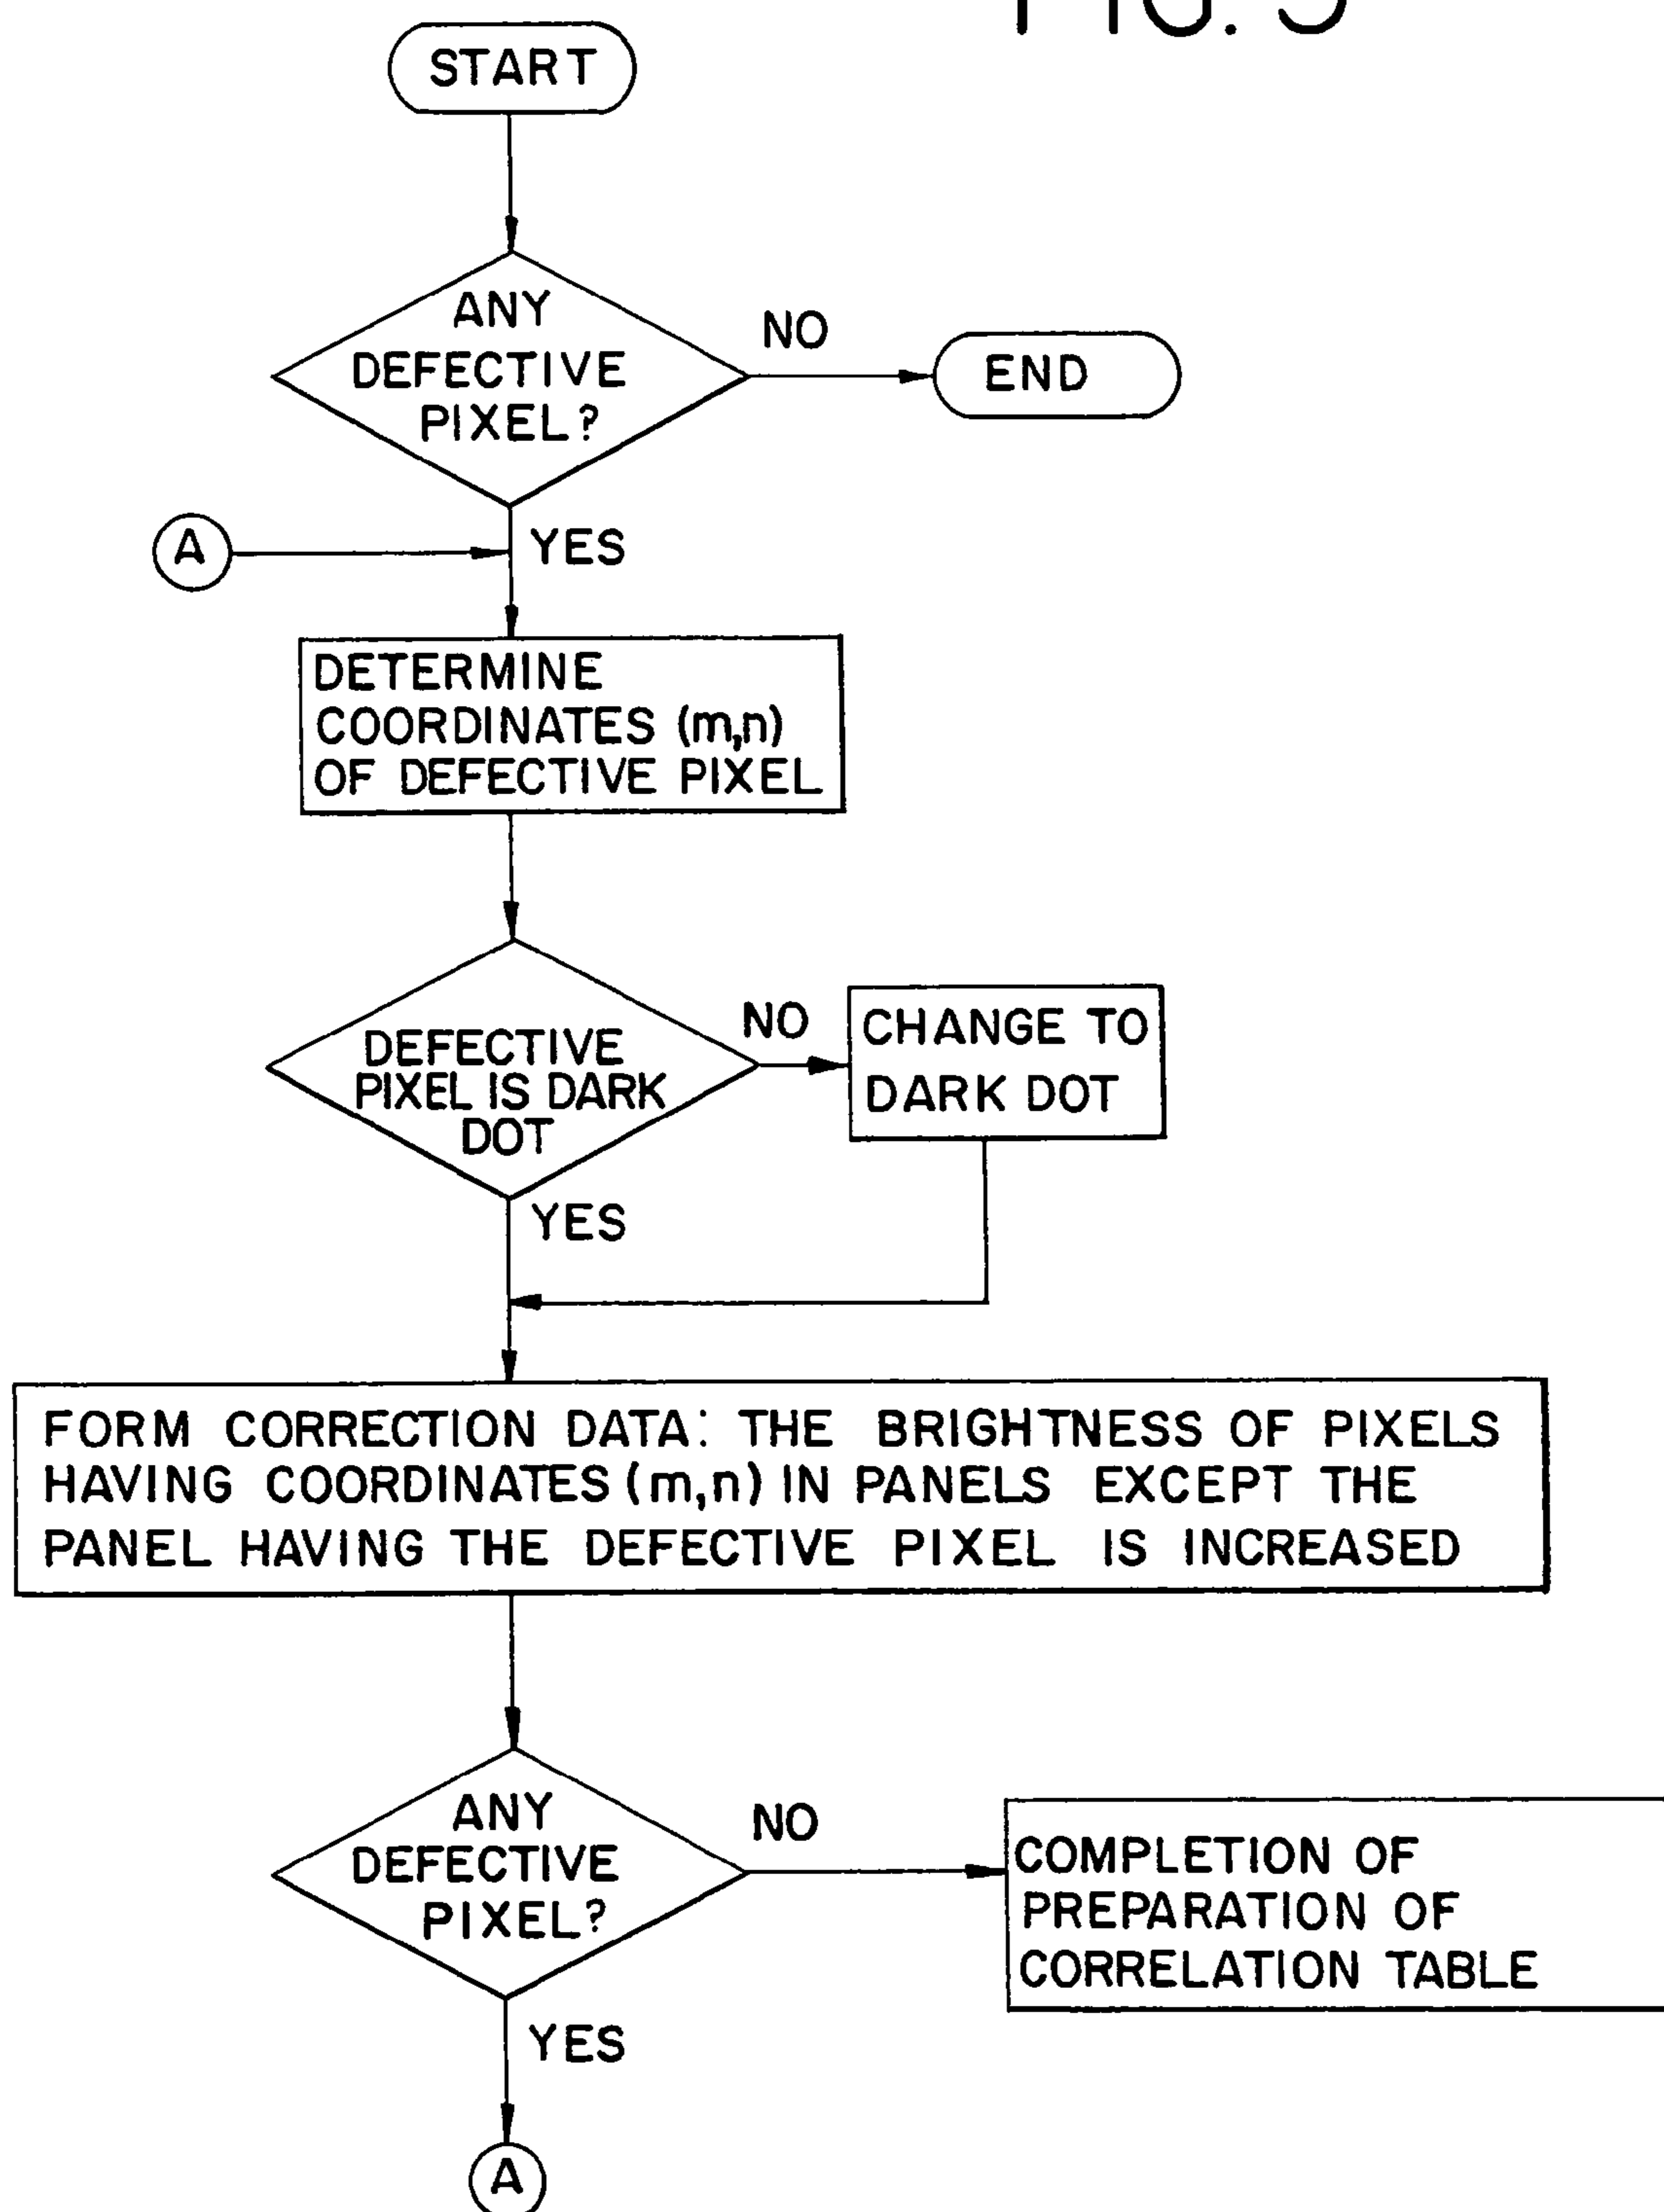 START
ANY
DEFECTIVE
PIXEL?
NO
END
A
YES
DETERMINE
COORDINATES (m,n)
OF DEFECTIVE PIXEL
DEFECTIVE
PIXEL IS DARK
DOT
NO
CHANGE TO
DARK DOT
YES
FORM CORRECTION DATA: THE BRIGHTNESS OF PIXELS
HAVING COORDINATES (m,n) IN PANELS EXCEPT THE
PANEL HAVING THE DEFECTIVE PIXEL IS INCREASED
ANY
DEFECTIVE
PIXEL?
NO
COMPLETION OF
PREPARATION OF
CORRELATION TABLE
YES
A